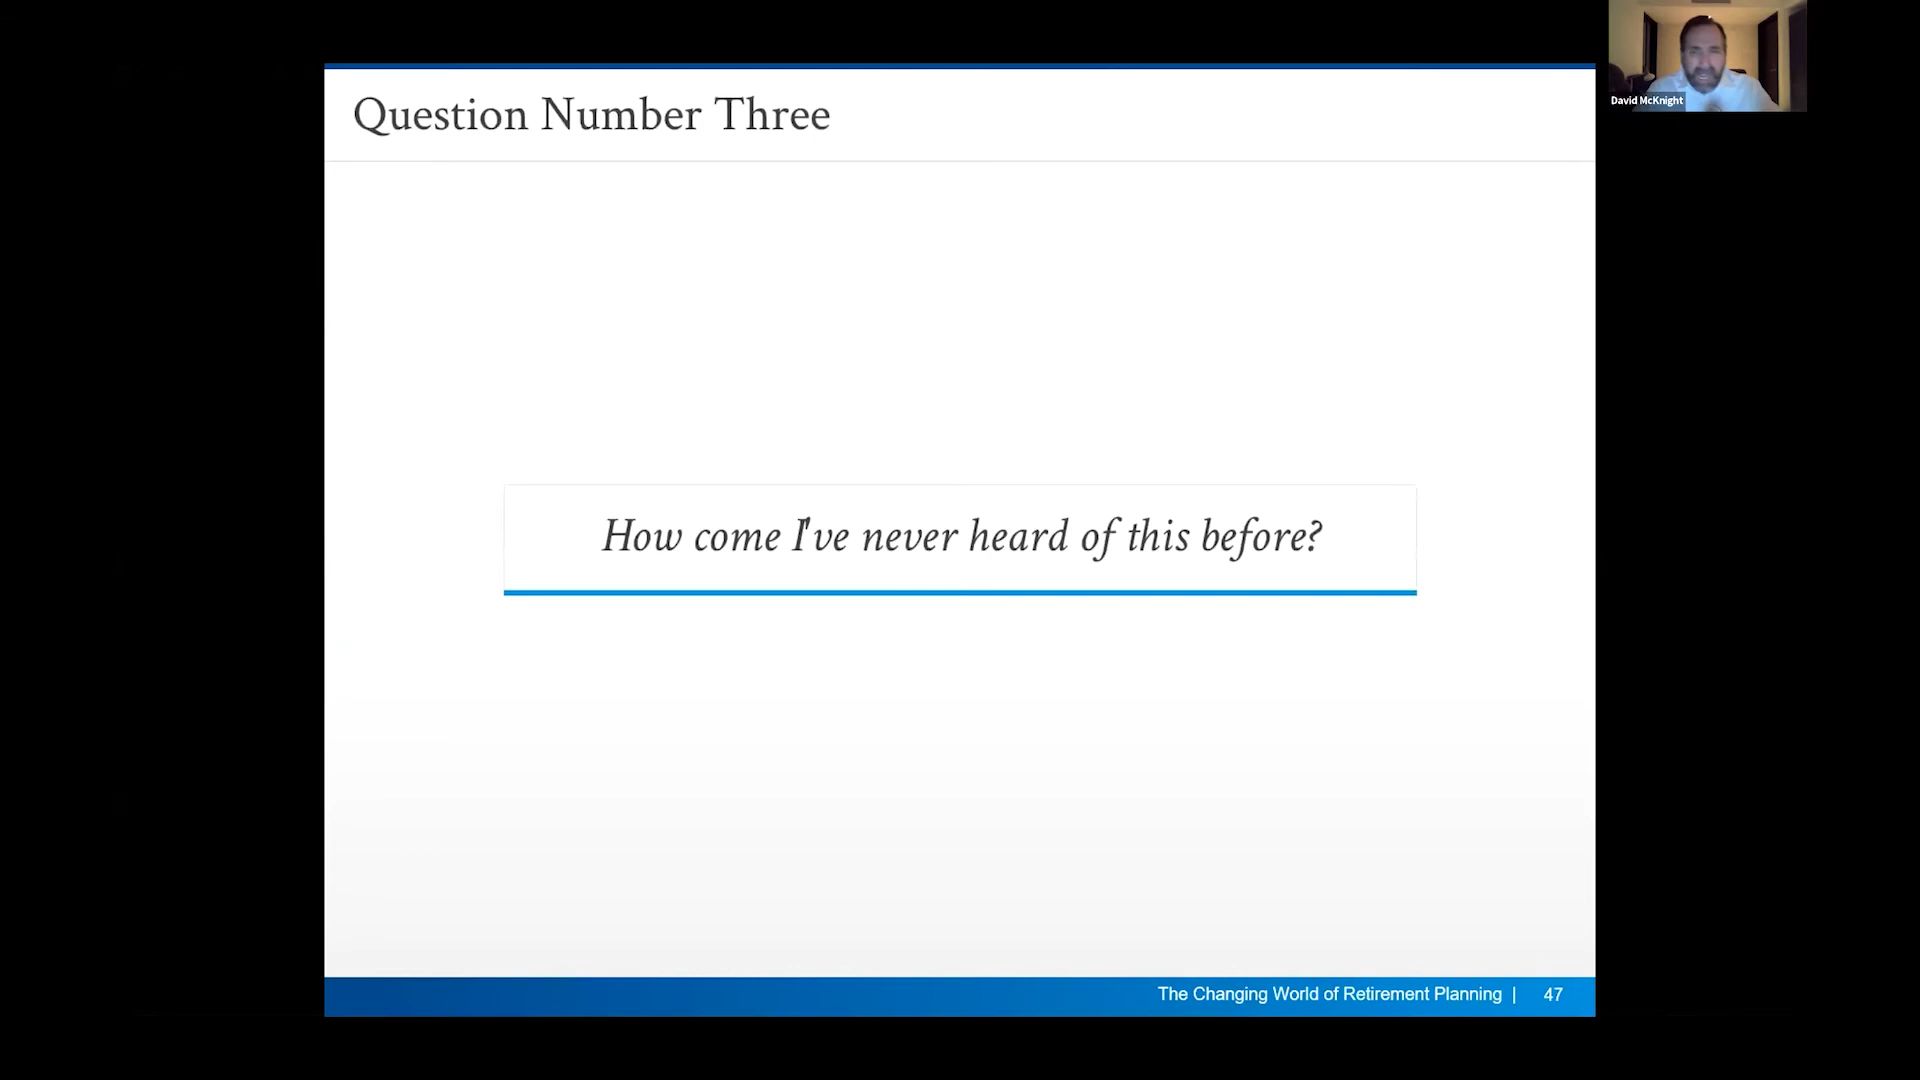 Question Number Three
David McKnight
How come I've never heard of this before?
The Changing World of Retirement Planning | 47